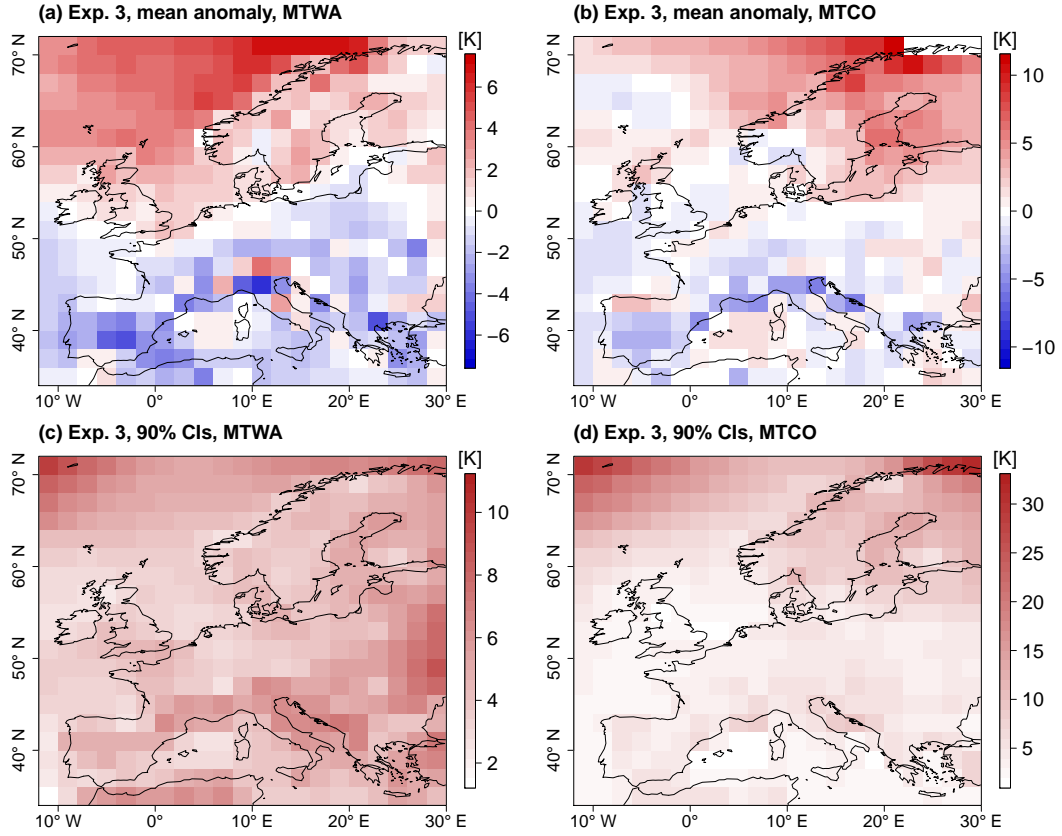 (a) Exp. 3, mean anomaly, MTWA
[K]
70° N
60° N
50° N
40° N
10° W 0° 10° E 20° E 30° E
6
4
2
0
−2
−4
−6
(b) Exp. 3, mean anomaly, MTCO
[K]
70° N
60° N
50° N
40° N
10° W 0° 10° E 20° E 30° E
10
5
0
−5
−10
(c) Exp. 3, 90% CIs, MTWA
[K]
70° N
60° N
50° N
40° N
10° W 0° 10° E 20° E 30° E
10
8
6
4
2
(d) Exp. 3, 90% CIs, MTCO
[K]
70° N
60° N
50° N
40° N
10° W 0° 10° E 20° E 30° E
30
25
20
15
10
5